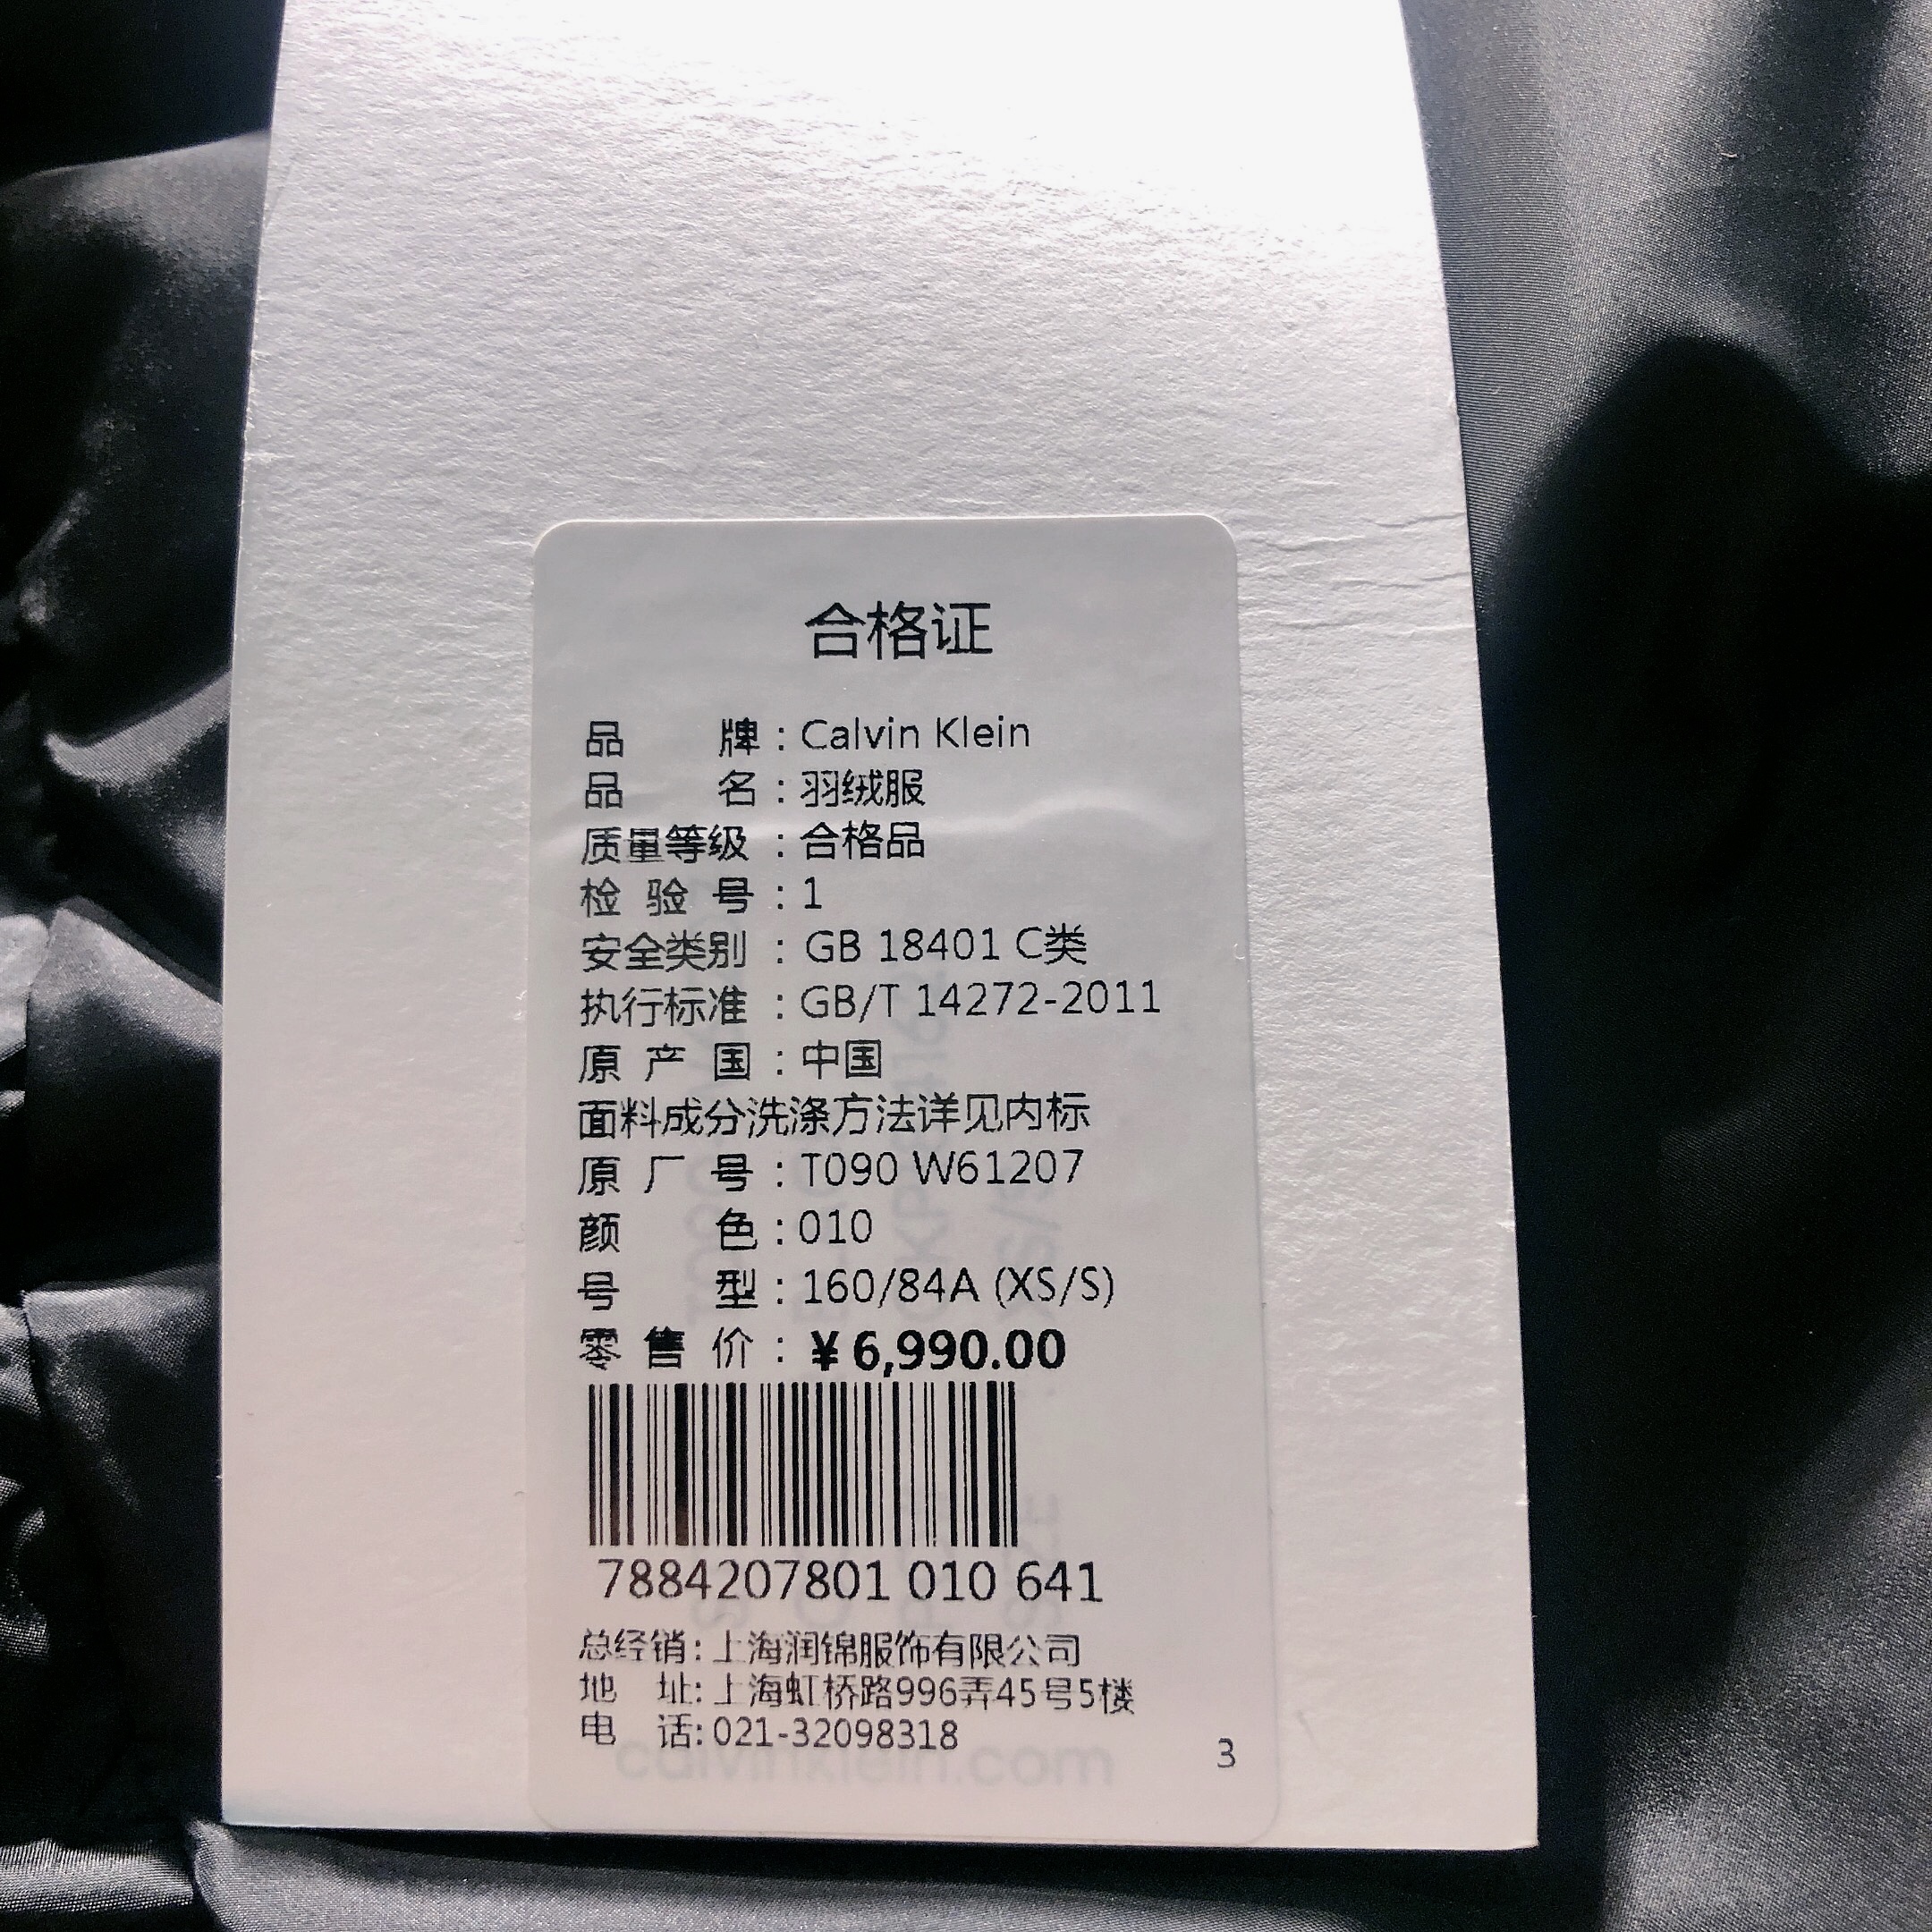 合格证
品 牌：Calvin Klein
品 名：羽绒服
质量等级：合格品
检验号：1
安全类别：GB 18401 C类
执行标准：GB/T 14272-2011
原产国：中国
面料成分洗涤方法详见内标
原厂号：T090 W61207
颜 色：010
号 型：160/84A (XS/S)
零售价：¥ 6,990.00
7884207801 010 641
总经销：上海润锦服饰有限公司
地 址：上海虹桥路996弄45号5楼
电 话：021-32098318
3
calvinklein.com